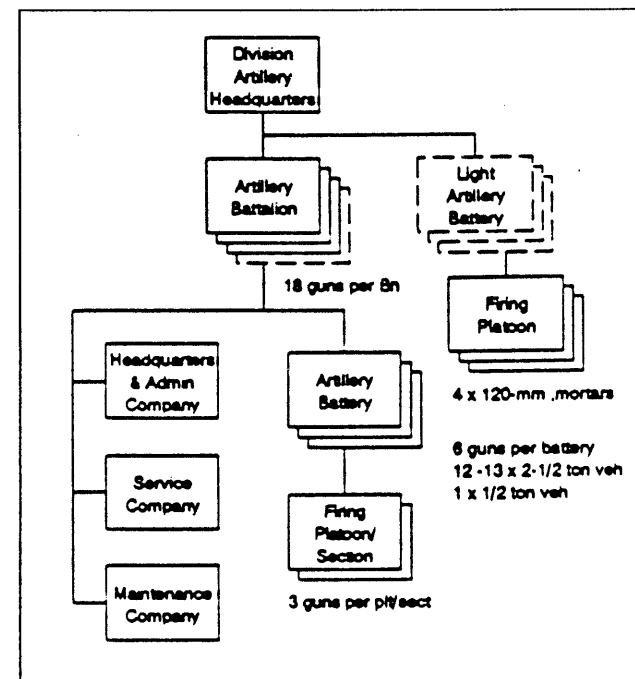 Division
Artillery
Headquarters
Artillery
Battalion
Light
Artillery
Battery
18 guns per Bn
Firing
Platoon
Headquarters
& Admin
Company
Artillery
Battery
4 x 120-mm ,mortars
6 guns per battery
12 -13 x 2-1/2 ton veh
1 x 1/2 ton veh
Service
Company
Firing
Platoon/
Section
Maintenance
Company
3 guns per plt/sect